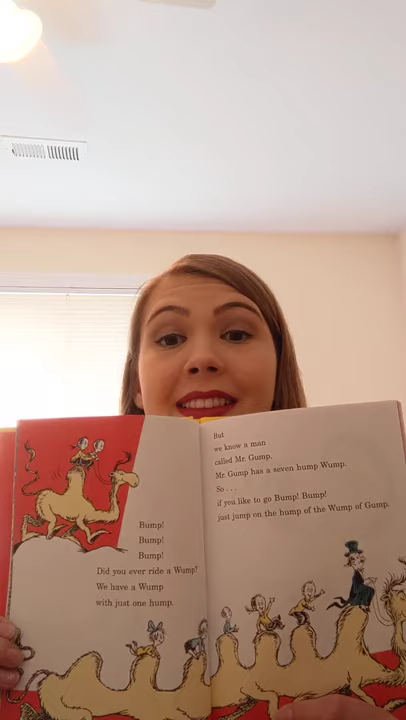 Bump!
Bump!
Bump!
Did you ever ride a Wump?
We have a Wump
with just one hump.
But
we know a man
called Mr. Gump.
Mr. Gump has a seven hump Wump.
So . . .
if you like to go Bump! Bump!
just jump on the hump of the Wump of Gump.